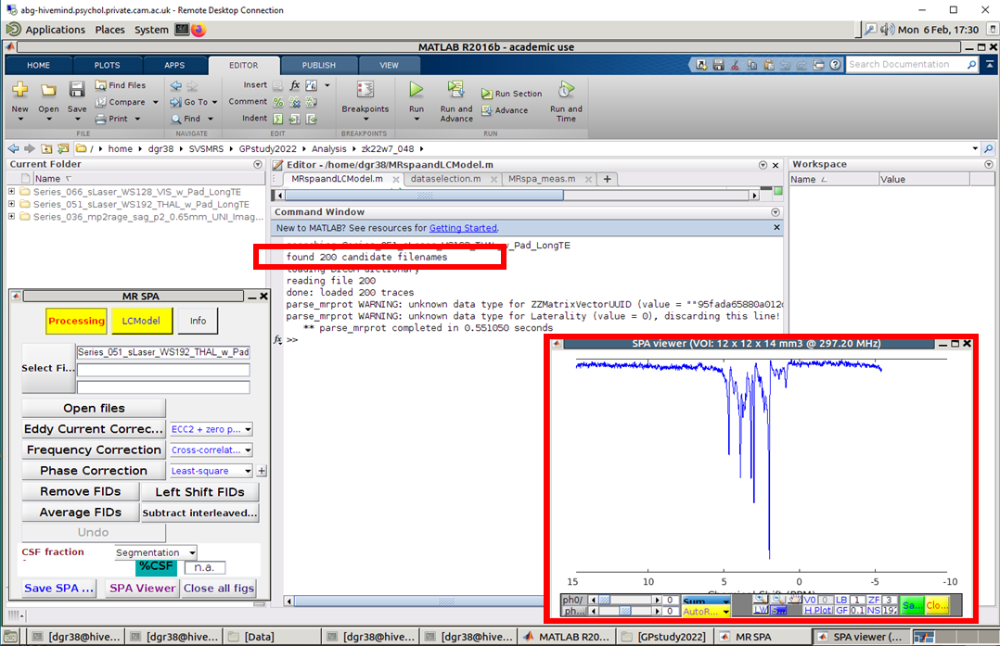 abg-hivemind.psychol.private.cam.ac.uk - Remote Desktop Connection
Applications Places System Mon 6 Feb, 17:30
MATLAB R2016b - academic use
HOME PLOTS APPS EDITOR PUBLISH VIEW Search Documentation
New Open Save Find Files Compare Print
Go To Find
Insert fx Comment % Indent
Breakpoints Run Run and Advance Run Section Advance Run and Time
FILE NAVIGATE EDIT BREAKPOINTS RUN
/ home dgr38 SVSMRS GPstudy2022 Analysis zk22w7_048
Current Folder
Name
Series_066_sLaser_WS128_VIS_w_Pad_LongTE
Series_051_sLaser_WS192_THAL_w_Pad_LongTE
Series_036_mp2rage_sag_p2_0.65mm_UNI_Imag...
Editor - /home/dgr38/MRspaandLCModel.m
MRspaandLCModel.m dataselection.m MRspa_meas.m +
Command Window
New to MATLAB? See resources for Getting Started.
found 200 candidate filenames
reading file 200
done: loaded 200 traces
parse_mrprot WARNING: unknown data type for ZZMatrixVectorUUID (value = ""95fada65880a012
parse_mrprot WARNING: unknown data type for Laterality (value = 0), discarding this line!
** parse_mrprot completed in 0.551050 seconds
fx >>
Workspace
Name Value
MR SPA
Processing LCModel Info
Select Fi... Series_051_sLaser_WS192_THAL_w_Pad
Open files
Eddy Current Correc... ECC2 + zero p...
Frequency Correction Cross-correlat...
Phase Correction Least-square +
Remove FIDs Left Shift FIDs
Average FIDs Subtract interleaved...
Undo
CSF fraction Segmentation
%CSF n.a.
Save SPA ... SPA Viewer Close all figs
SPA viewer (VOI: 12 x 12 x 14 mm3 @ 297.20 MHz)
15 10 5 0 -5 -10
ph0/ 0 Sum V0 0 LB 1 ZF 3 Sa... Clo...
ph... 0 AutoR... LW H.Plot GF 0.1 NS 19
[dgr38@hive... [dgr38@hive... [Data] [dgr38@hive... [dgr38@hive... MATLAB R20... [GPstudy2022] MR SPA SPA viewer (...